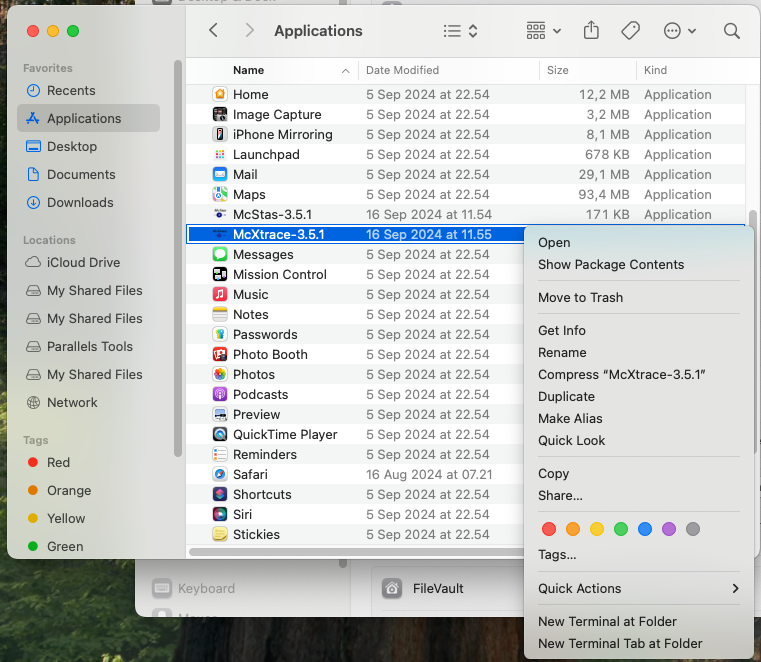 Applications
Name Date Modified Size Kind
Favorites
Recents
Applications
Desktop
Documents
Downloads
Locations
iCloud Drive
My Shared Files
My Shared Files
Parallels Tools
My Shared Files
Network
Tags
Red
Orange
Yellow
Green
Home 5 Sep 2024 at 22.54 12,2 MB Application
Image Capture 5 Sep 2024 at 22.54 3,2 MB Application
iPhone Mirroring 5 Sep 2024 at 22.54 8,1 MB Application
Launchpad 5 Sep 2024 at 22.54 678 KB Application
Mail 5 Sep 2024 at 22.54 29,1 MB Application
Maps 5 Sep 2024 at 22.54 93,4 MB Application
McStas-3.5.1 16 Sep 2024 at 11.54 171 KB Application
McXtrace-3.5.1 16 Sep 2024 at 11.55
Messages 5 Sep 2024 at 22.54
Mission Control 5 Sep 2024 at 22.54
Music 5 Sep 2024 at 22.54
Notes 5 Sep 2024 at 22.54
Passwords 5 Sep 2024 at 22.54
Photo Booth 5 Sep 2024 at 22.54
Photos 5 Sep 2024 at 22.54
Podcasts 5 Sep 2024 at 22.54
Preview 5 Sep 2024 at 22.54
QuickTime Player 5 Sep 2024 at 22.54
Reminders 5 Sep 2024 at 22.54
Safari 16 Aug 2024 at 07.21
Shortcuts 5 Sep 2024 at 22.54
Siri 5 Sep 2024 at 22.54
Stickies 5 Sep 2024 at 22.54
Open
Show Package Contents
Move to Trash
Get Info
Rename
Compress “McXtrace-3.5.1”
Duplicate
Make Alias
Quick Look
Copy
Share...
Tags...
Quick Actions
New Terminal at Folder
New Terminal Tab at Folder
Keyboard
FileVault